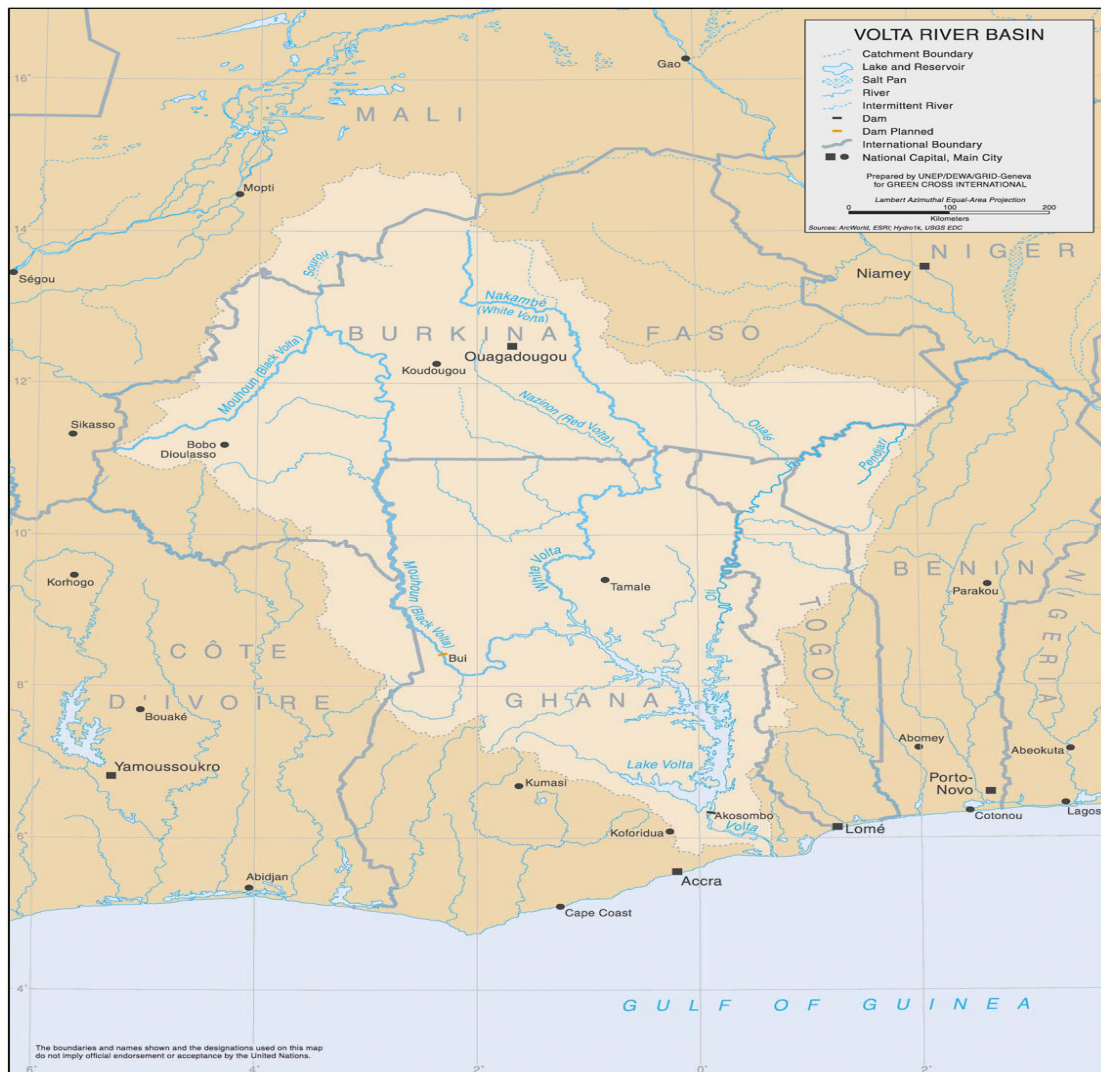 VOLTA RIVER BASIN
Catchment Boundary
Lake and Reservoir
Salt Pan
River
Intermittent River
Dam
Dam Planned
International Boundary
National Capital, Main City
Prepared by UNEP/DEWA/GRID-Geneva
for GREEN CROSS INTERNATIONAL
Lambert Azimuthal Equal-Area Projection
0 100 200
Kilometers
Sources: ArcWorld, ESRI; Hydro1k, USGS EDC
Gao
16°
MALI
Mopti
14°
Ségou
Sourou
NIGER
Niamey
Nakambé
(White Volta)
BURKINA FASO
Ouagadougou
Koudougou
Mouhoun (Black Volta)
12°
Nazinon (Red Volta)
Sikasso
Bobo
Dioulasso
Oualé
Pendjati
10°
White Volta
Mouhoun (Black Volta)
Korhogo
Tamale
Oti
BENIN
Parakou
NIGERIA
TOGO
CÔTE
D'IVOIRE
Bui
8°
GHANA
Bouaké
Abomey
Abeokuta
Yamoussoukro
Lake Volta
Kumasi
Porto-
Novo
Akosombo
Cotonou
Lagos
6°
Koforidua
Volta
Lomé
Abidjan
Accra
Cape Coast
4°
GULF OF GUINEA
The boundaries and names shown and the designations used on this map
do not imply official endorsement or acceptance by the United Nations.
6° 4° 2° 0° 2°